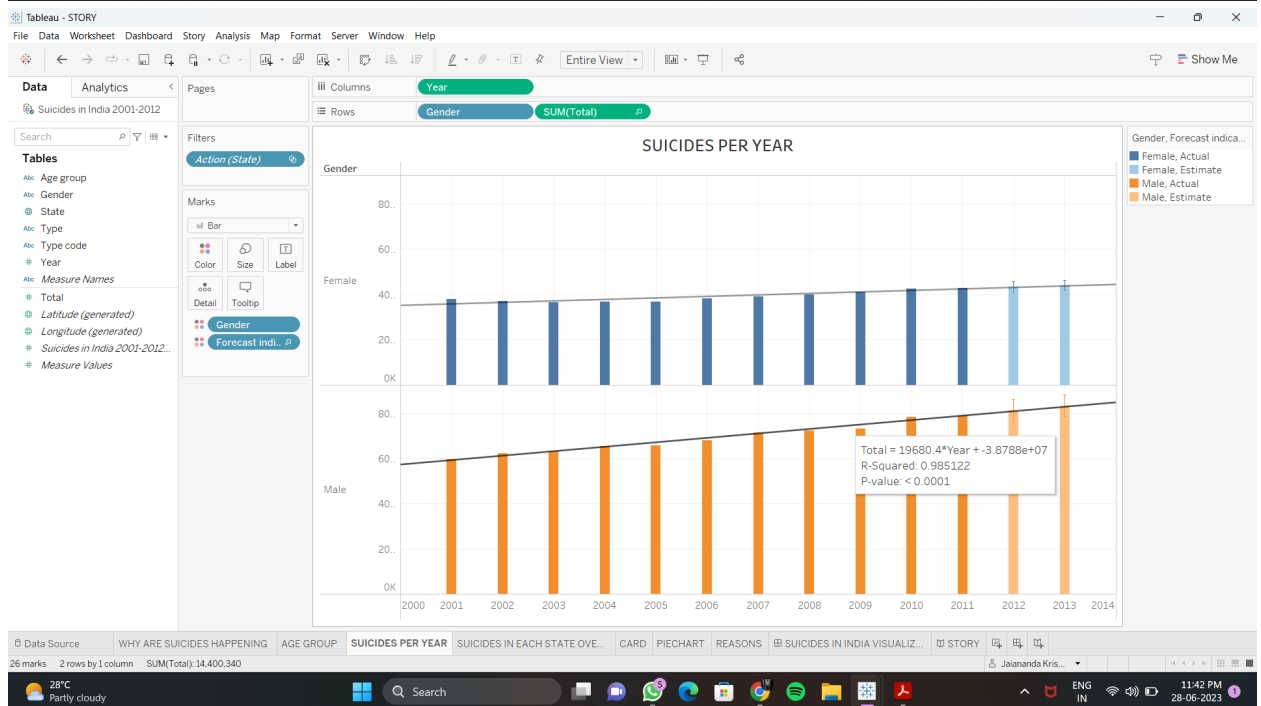 Tableau - STORY
File Data Worksheet Dashboard Story Analysis Map Format Server Window Help
Entire View
Show Me
Data Analytics
Suicides in India 2001-2012
Search
Tables
Abc Age group
Abc Gender
State
Abc Type
Abc Type code
# Year
Abc Measure Names
# Total
Latitude (generated)
Longitude (generated)
# Suicides in India 2001-2012...
# Measure Values
Pages
Filters
Action (State)
Marks
Bar
Color Size Label
Detail Tooltip
Gender
Forecast indi..
Columns Year
Rows Gender SUM(Total)
SUICIDES PER YEAR
Gender
Female
80..
60..
40..
20..
0K
Male
80..
60..
40..
20..
0K
Total = 19680.4*Year + -3.8788e+07
R-Squared: 0.985122
P-value: < 0.0001
2000 2001 2002 2003 2004 2005 2006 2007 2008 2009 2010 2011 2012 2013 2014
Gender, Forecast indica...
Female, Actual
Female, Estimate
Male, Actual
Male, Estimate
Data Source WHY ARE SUICIDES HAPPENING AGE GROUP SUICIDES PER YEAR SUICIDES IN EACH STATE OVE... CARD PIECHART REASONS SUICIDES IN INDIA VISUALIZ... STORY
26 marks 2 rows by 1 column SUM(Total): 14,400,340
Jaiananda Kris...
28°C
Partly cloudy
Search
5
W
ENG
IN
11:42 PM
28-06-2023
1